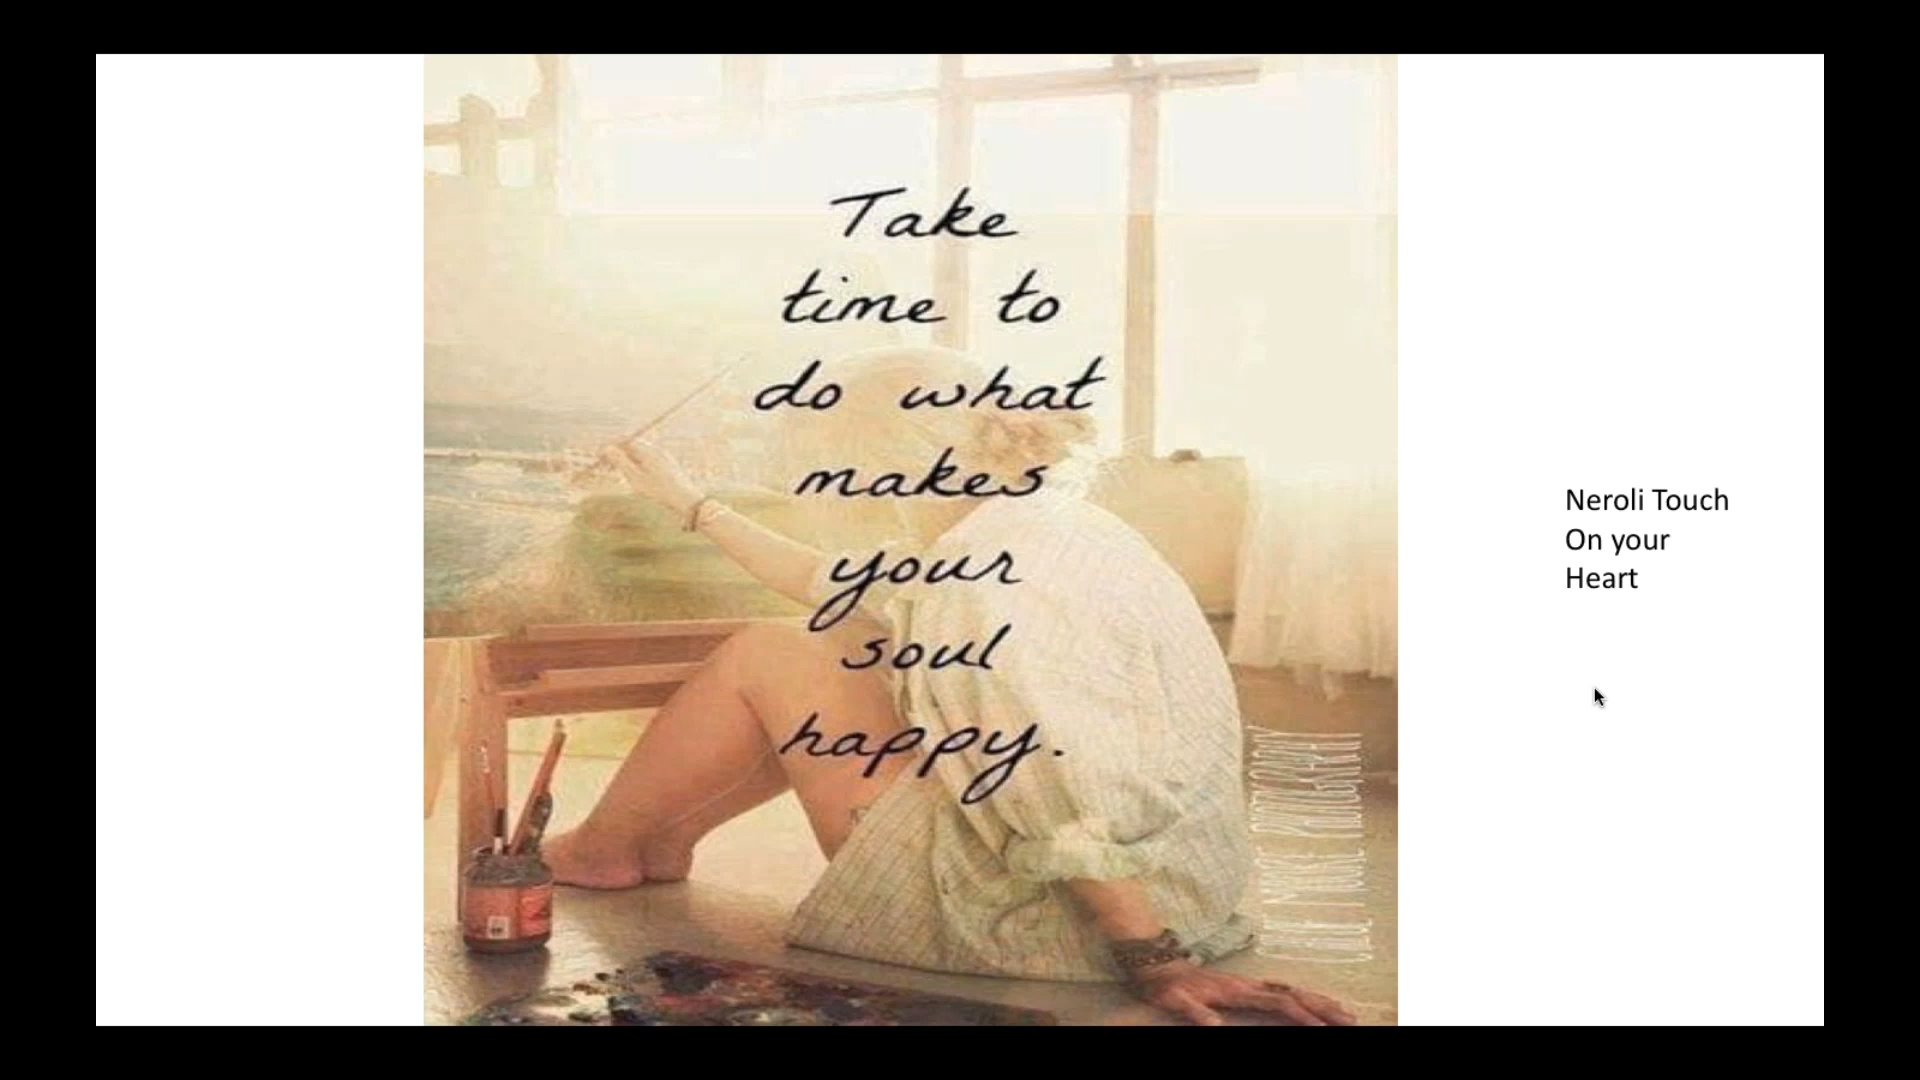 Take
time to
do what
makes
your
soul
happy.
Neroli Touch
On your
Heart